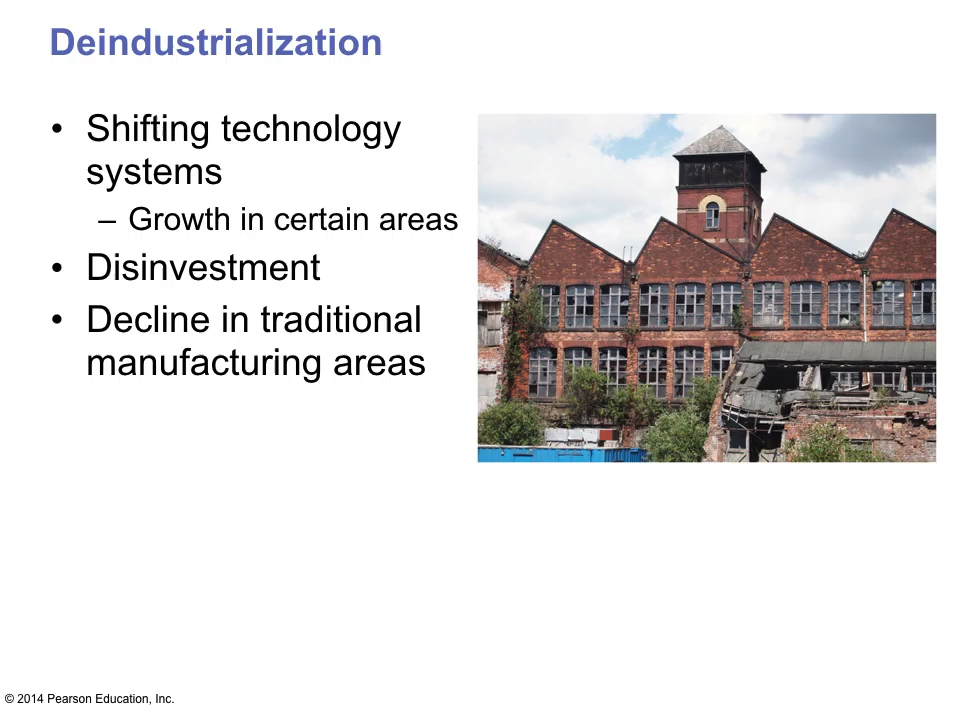 Deindustrialization
• Shifting technology
systems
– Growth in certain areas
• Disinvestment
• Decline in traditional
manufacturing areas
© 2014 Pearson Education, Inc.